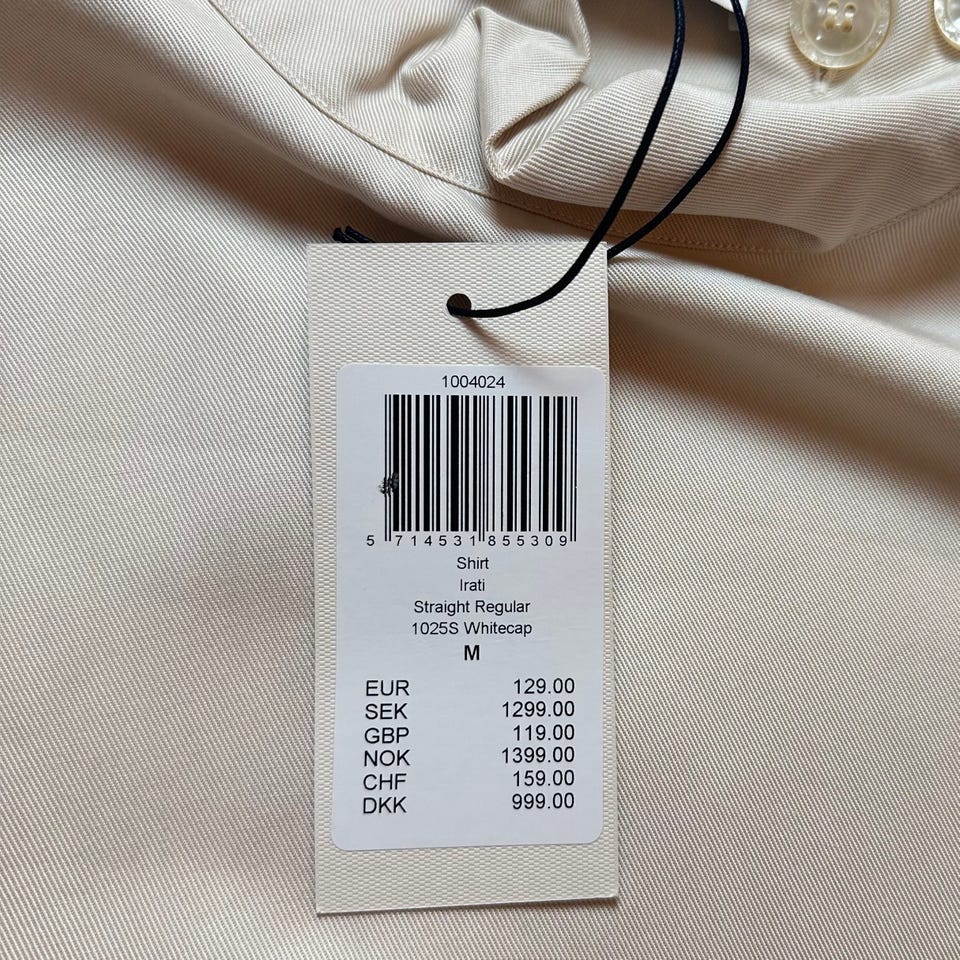 1004024
5 714531 855309
Shirt
Irati
Straight Regular
1025S Whitecap
M
EUR 129.00
SEK 1299.00
GBP 119.00
NOK 1399.00
CHF 159.00
DKK 999.00